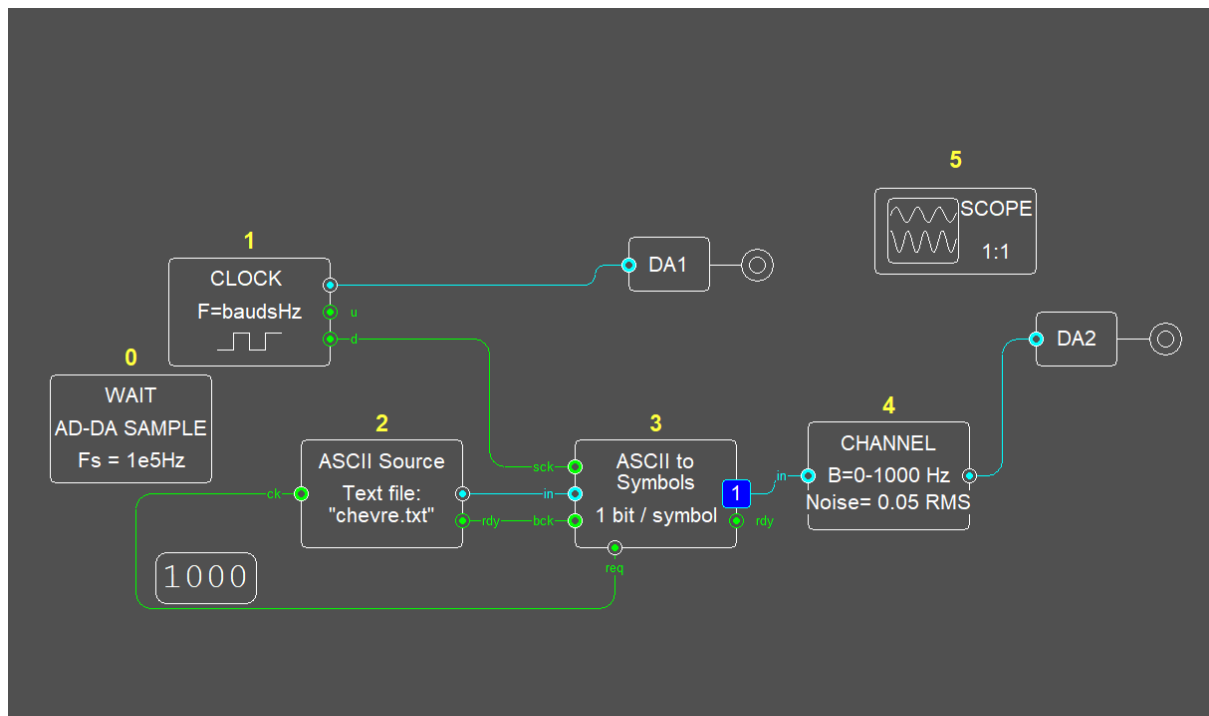 5
SCOPE
1:1
1
CLOCK
F=baudsHz
u
d
DA1
DA2
0
WAIT
AD-DA SAMPLE
Fs = 1e5Hz
2
ASCII Source
Text file:
"chevre.txt"
ck
rdy
3
ASCII to
Symbols
1 bit / symbol
sck
in
bck
1
rdy
req
4
CHANNEL
B=0-1000 Hz
Noise= 0.05 RMS
in
1000